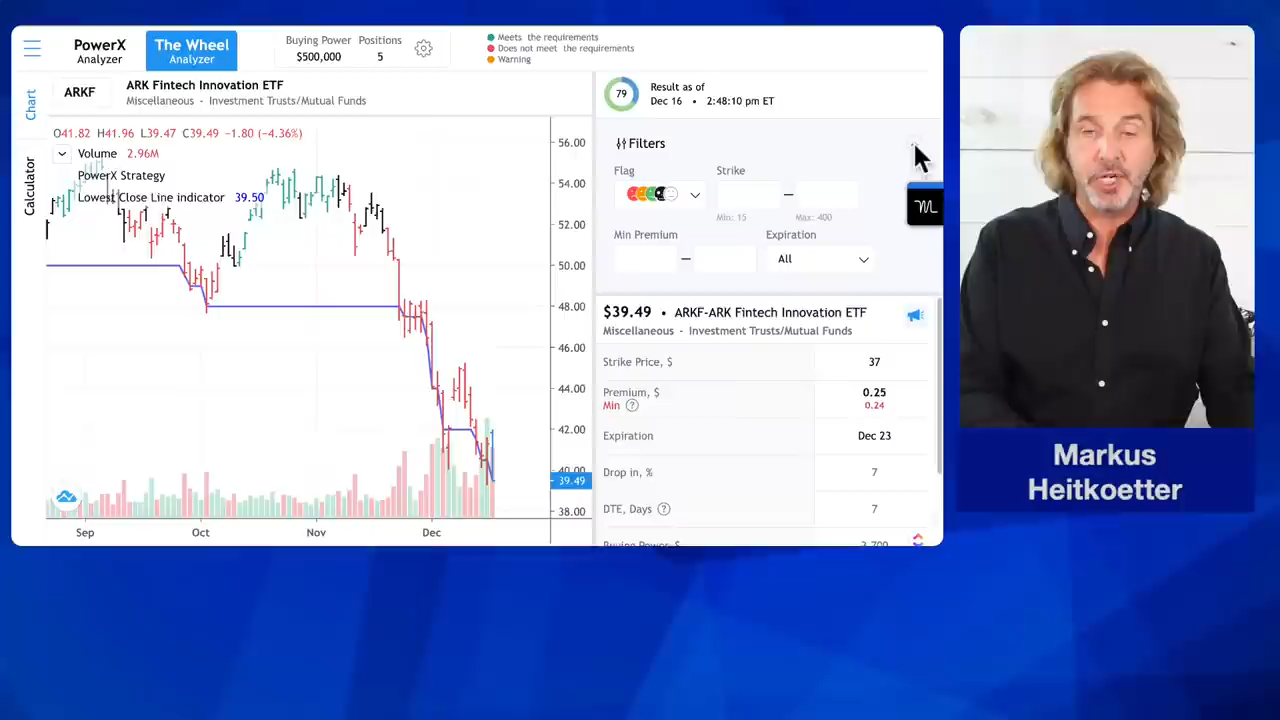 PowerX
Analyzer
The Wheel
Analyzer
Buying Power
$500,000
Positions
5
Meets the requirements
Does not meet the requirements
Warning
Chart
Calculator
ARKF
ARK Fintech Innovation ETF
Miscellaneous - Investment Trusts/Mutual Funds
O41.82 H41.96 L39.47 C39.49 -1.80 (-4.36%)
Volume 2.96M
PowerX Strategy
Lowest Close Line indicator 39.50
56.00
54.00
52.00
50.00
48.00
46.00
44.00
42.00
40.00
39.49
38.00
Sep Oct Nov Dec
79
Result as of
Dec 16 • 2:48:10 pm ET
Filters
Flag
Strike
Min: 15 Max: 400
Min Premium
Expiration
All
$39.49 • ARKF-ARK Fintech Innovation ETF
Miscellaneous - Investment Trusts/Mutual Funds
Strike Price, $ 37
Premium, $ 0.25
Min 0.24
Expiration Dec 23
Drop in, % 7
DTE, Days 7
Buying Power $ 3,700
Markus
Heitkoetter